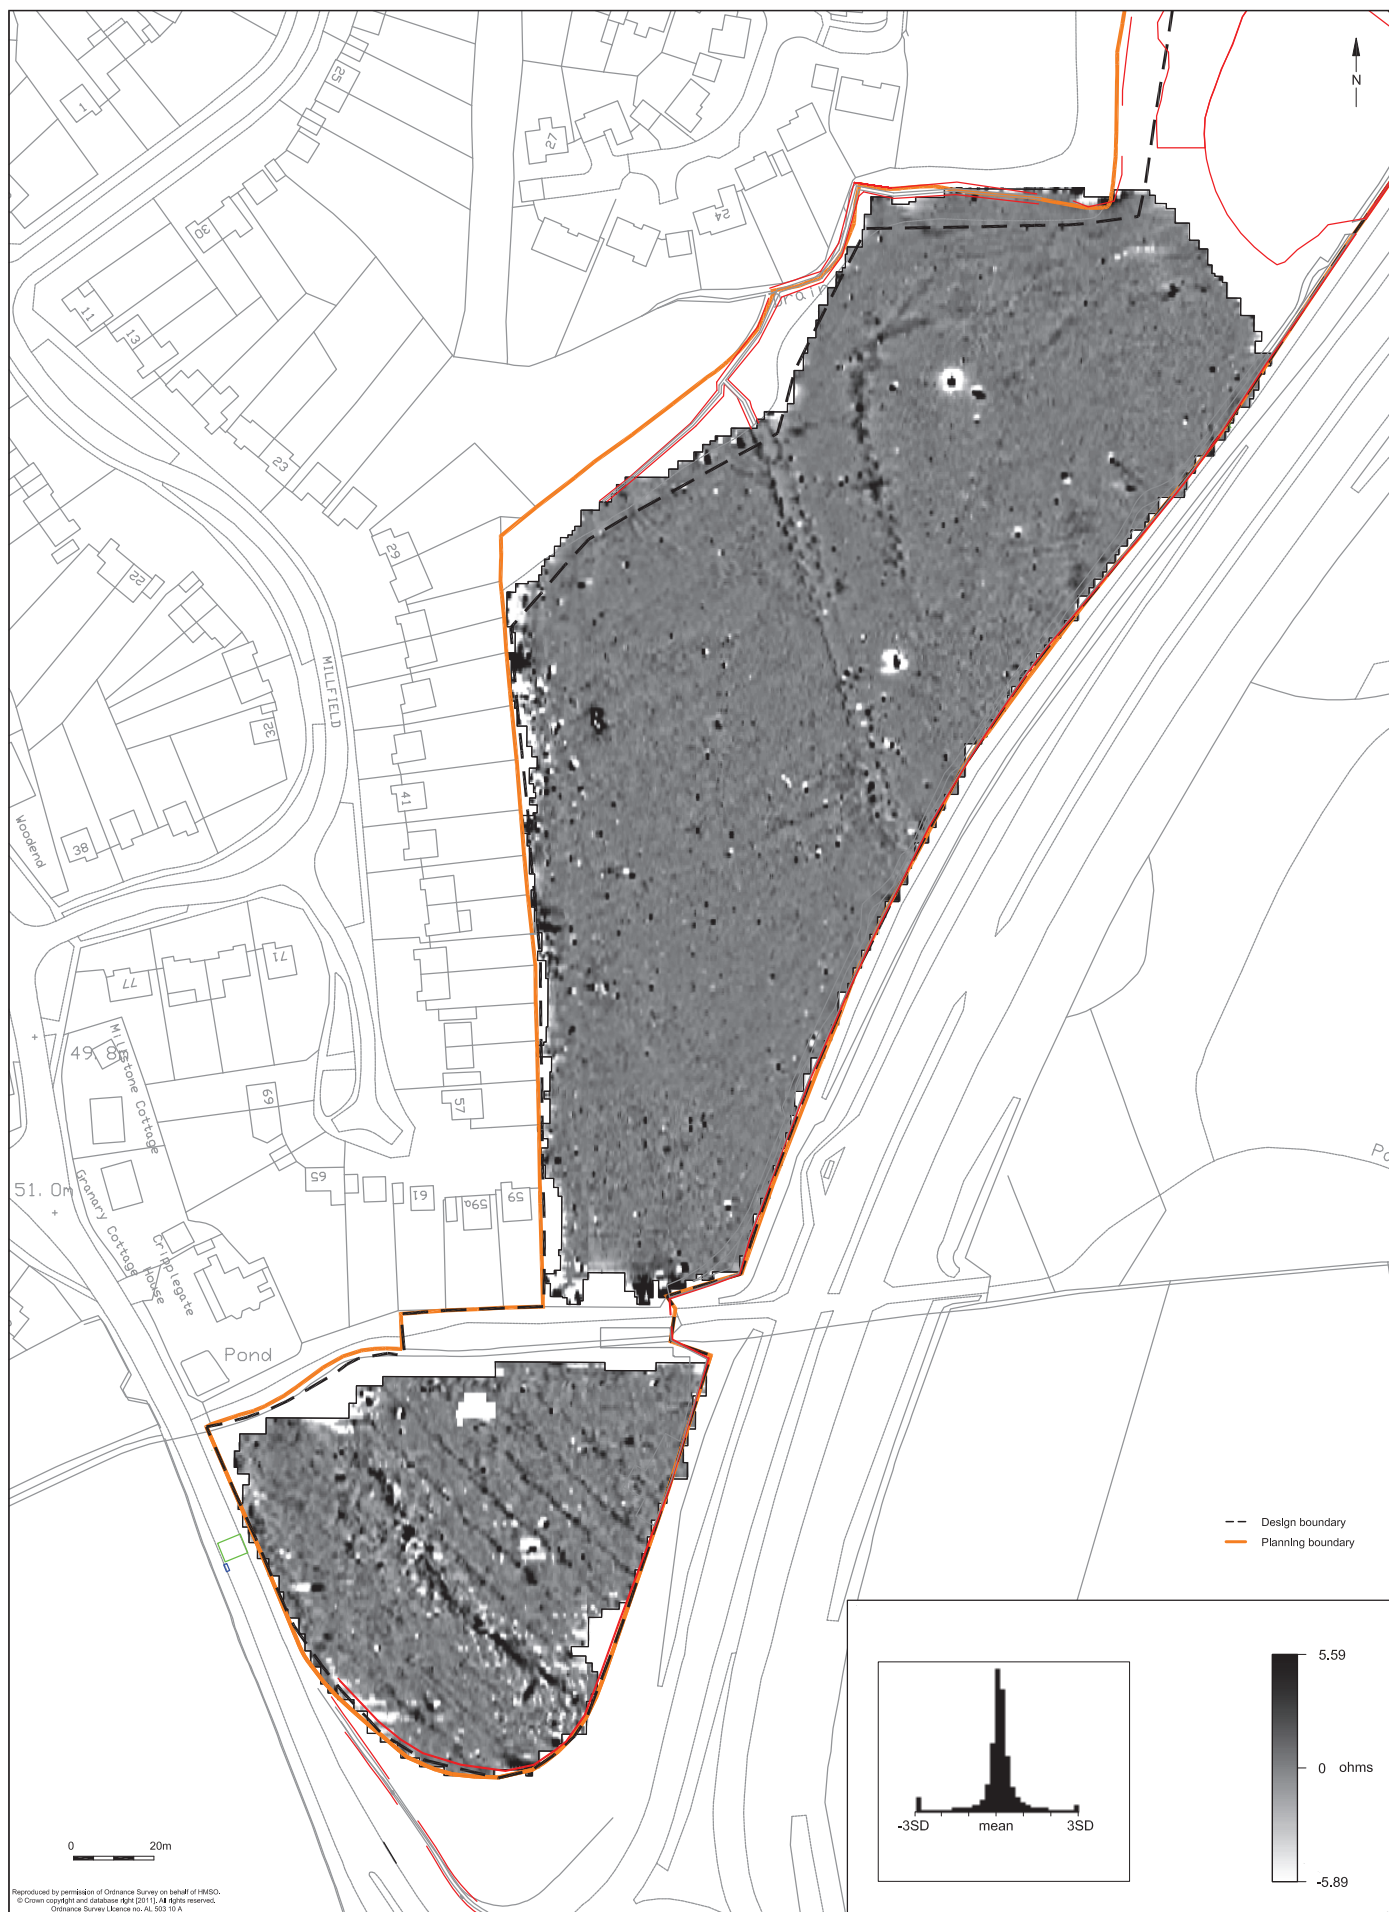 N
1
25
27
24
30
11
13
23
29
22
32
MILLFIELD
41
38
Woodend
77
71
49. 8m
Millstone Cottage
69
57
65
61
59a
59
51. 0m
Granary Cottage
Cripplegate
House
Pond
Drain
Po
Design boundary
Planning boundary
5.59
0 ohms
-5.89
-3SD mean 3SD
0 20m
Reproduced by permission of Ordnance Survey on behalf of HMSO.
© Crown copyright and database right [2011]. All rights reserved.
Ordnance Survey Licence no. AL 503 10 A